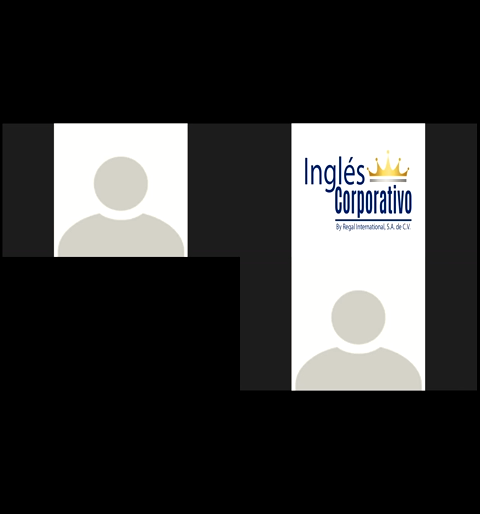 Inglés
Corporativo
By Regal International, S.A. de C.V.